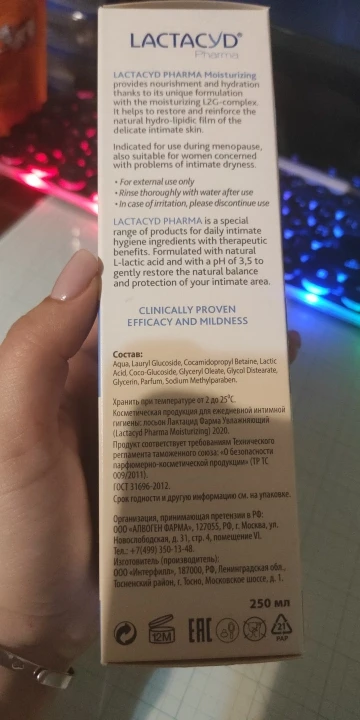 LACTACYD®
Pharma
LACTACYD PHARMA Moisturizing
provides nourishment and hydration
thanks to its unique formulation
with the moisturizing L2G-complex.
It helps to restore and reinforce the
natural hydro-lipidic film of the
delicate intimate skin.
Indicated for use during menopause,
also suitable for women concerned
with problems of intimate dryness.
• For external use only
• Rinse thoroughly with water after use
• In case of irritation, please discontinue use
LACTACYD PHARMA is a special
range of products for daily intimate
hygiene ingredients with therapeutic
benefits. Formulated with natural
L-lactic acid and with a pH of 3,5 to
gently restore the natural balance
and protection of your intimate area.
CLINICALLY PROVEN
EFFICACY AND MILDNESS
Состав:
Aqua, Lauryl Glucoside, Cocamidopropyl Betaine, Lactic
Acid, Coco-Glucoside, Glyceryl Oleate, Glycol Distearate,
Glycerin, Parfum, Sodium Methylparaben.
Хранить при температуре от 2 до 25°C.
Косметическая продукция для ежедневной интимной
гигиены: лосьон Лактацид Фарма Увлажняющий
(Lactacyd Pharma Moisturizing) 2020.
Продукт соответствует требованиям Технического
регламента таможенного союза: «О безопасности
парфюмерно-косметической продукции» (ТР ТС
009/2011).
ГОСТ 31696-2012.
Срок годности и другую информацию см. на упаковке.
Организация, принимающая претензии в РФ:
ООО «АЛВОГЕН ФАРМА», 127055, РФ, г. Москва, ул.
Новослободская, д. 31, стр. 4, помещение VI.
Тел.: +7(499) 350-13-48.
Изготовитель (производитель):
ООО «Интерфилл», 187000, РФ, Ленинградская обл.,
Тосненский район, г. Тосно, Московское шоссе, д. 1.
250 мл
12M
EAC
21
PAP